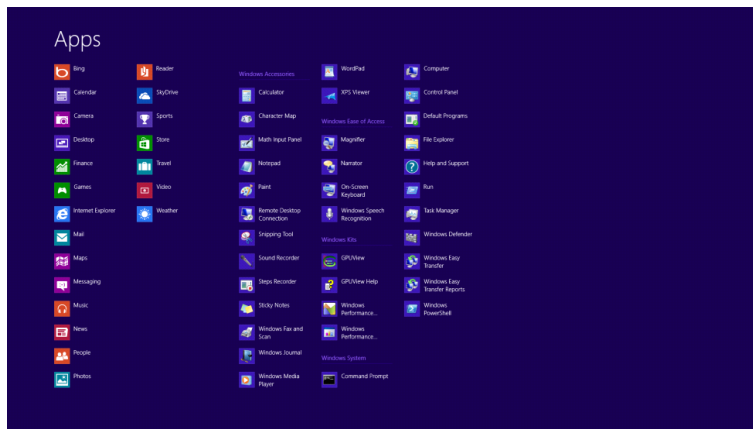 Apps
Bing
Calendar
Camera
Desktop
Finance
Games
Internet Explorer
Mail
Maps
Messaging
Music
News
People
Photos
Reader
SkyDrive
Sports
Store
Travel
Video
Weather
Windows Accessories
Calculator
Character Map
Math Input Panel
Notepad
Paint
Remote Desktop
Connection
Snipping Tool
Sound Recorder
Steps Recorder
Sticky Notes
Windows Fax and
Scan
Windows Journal
Windows Media
Player
WordPad
XPS Viewer
Windows Ease of Access
Magnifier
Narrator
On-Screen
Keyboard
Windows Speech
Recognition
Windows Kits
GPUView
GPUView Help
Windows
Performance...
Windows
Performance...
Windows System
Command Prompt
Computer
Control Panel
Default Programs
File Explorer
Help and Support
Run
Task Manager
Windows Defender
Windows Easy
Transfer
Windows Easy
Transfer Reports
Windows
PowerShell